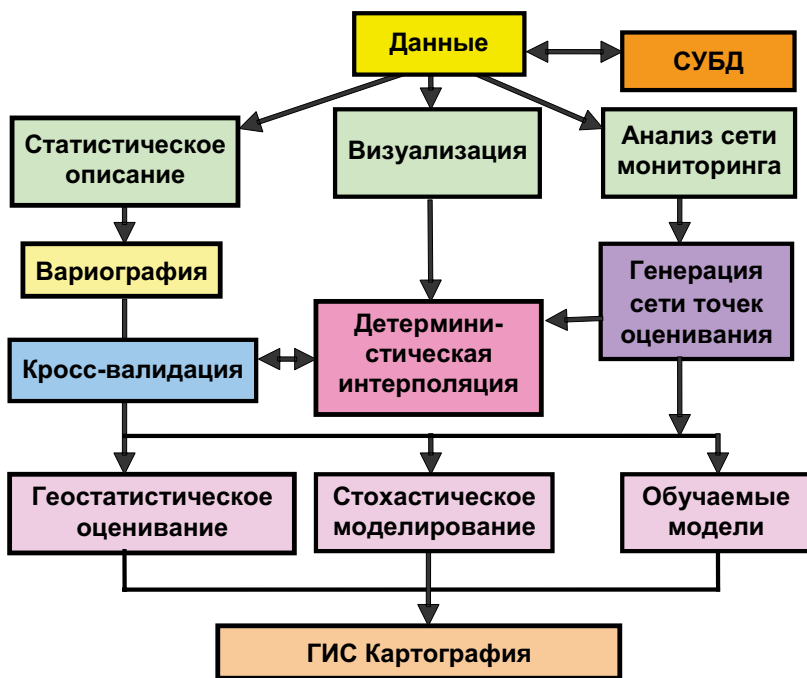 Данные
СУБД
Статистическое
описание
Визуализация
Анализ сети
мониторинга
Вариография
Генерация
сети точек
оценивания
Детермини-
стическая
интерполяция
Кросс-валидация
Геостатистическое
оценивание
Стохастическое
моделирование
Обучаемые
модели
ГИС Картография